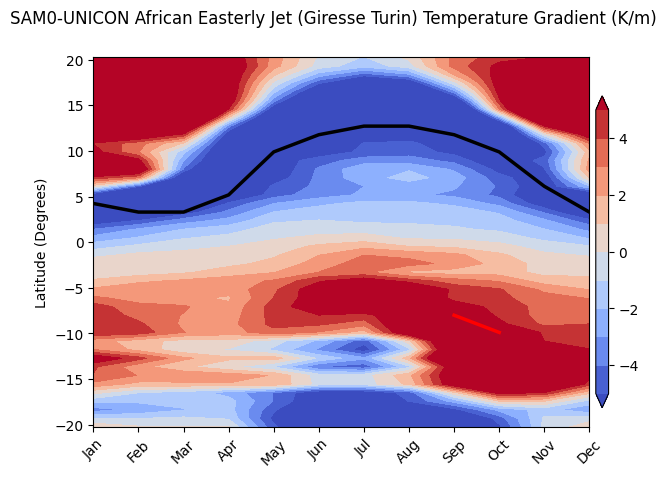 SAM0-UNICON African Easterly Jet (Giresse Turin) Temperature Gradient (K/m)
20
15
10
5
0
−5
−10
−15
−20
Latitude (Degrees)
Jan
Feb
Mar
Apr
May
Jun
Jul
Aug
Sep
Oct
Nov
Dec
4
2
0
−2
−4